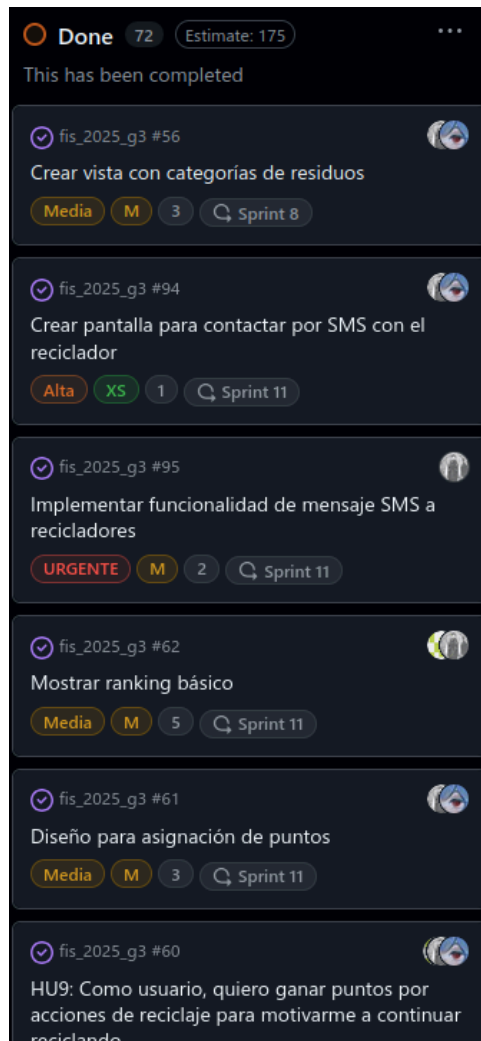 Done 72 Estimate: 175
This has been completed
fis_2025_g3 #56
Crear vista con categorías de residuos
Media M 3 Sprint 8
fis_2025_g3 #94
Crear pantalla para contactar por SMS con el
reciclador
Alta XS 1 Sprint 11
fis_2025_g3 #95
Implementar funcionalidad de mensaje SMS a
recicladores
URGENTE M 2 Sprint 11
fis_2025_g3 #62
Mostrar ranking básico
Media M 5 Sprint 11
fis_2025_g3 #61
Diseño para asignación de puntos
Media M 3 Sprint 11
fis_2025_g3 #60
HU9: Como usuario, quiero ganar puntos por
acciones de reciclaje para motivarme a continuar
reciclando